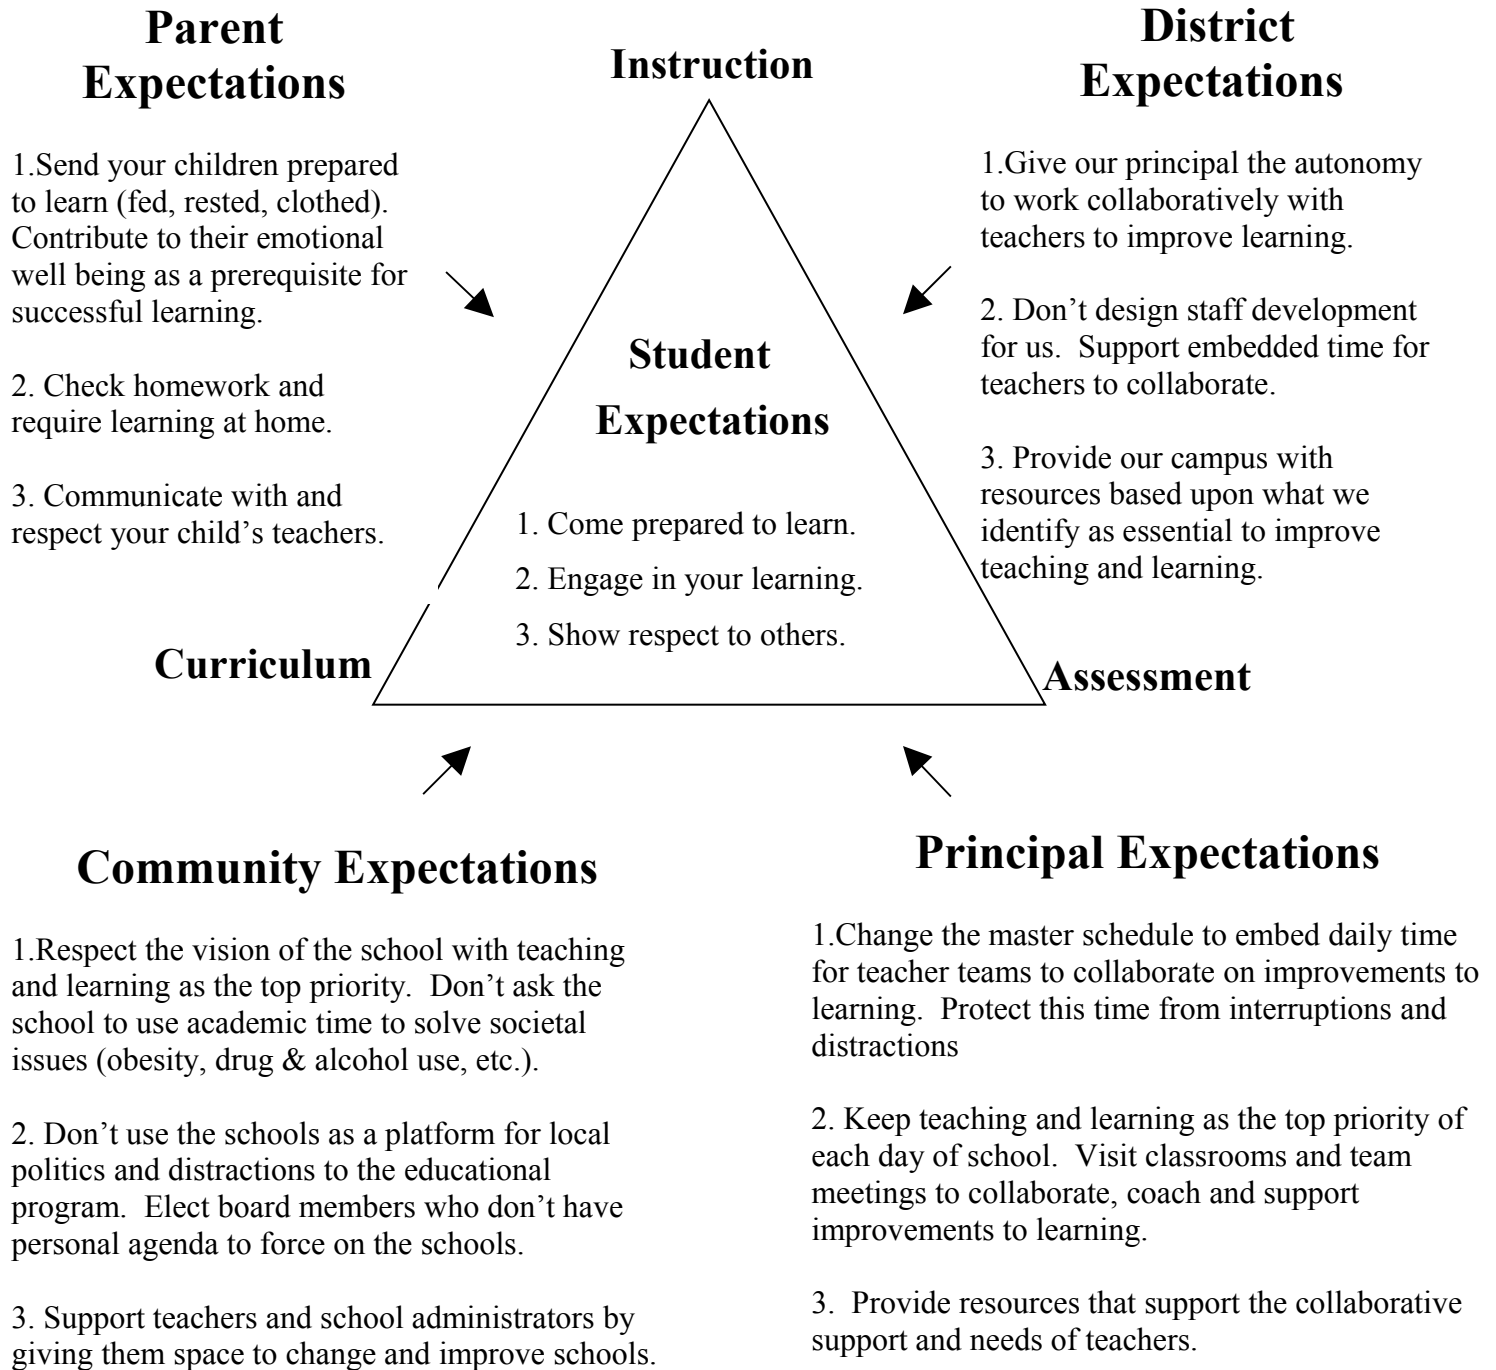 Parent
Expectations
1.Send your children prepared
to learn (fed, rested, clothed).
Contribute to their emotional
well being as a prerequisite for
successful learning.
2. Check homework and
require learning at home.
3. Communicate with and
respect your child’s teachers.
Instruction
District
Expectations
1.Give our principal the autonomy
to work collaboratively with
teachers to improve learning.
2. Don’t design staff development
for us.  Support embedded time for
teachers to collaborate.
3. Provide our campus with
resources based upon what we
identify as essential to improve
teaching and learning.
Student
Expectations
1. Come prepared to learn.
2. Engage in your learning.
3. Show respect to others.
Curriculum
Assessment
Community Expectations
1.Respect the vision of the school with teaching
and learning as the top priority.  Don’t ask the
school to use academic time to solve societal
issues (obesity, drug & alcohol use, etc.).
2. Don’t use the schools as a platform for local
politics and distractions to the educational
program.  Elect board members who don’t have
personal agenda to force on the schools.
3. Support teachers and school administrators by
giving them space to change and improve schools.
Principal Expectations
1.Change the master schedule to embed daily time
for teacher teams to collaborate on improvements to
learning.  Protect this time from interruptions and
distractions
2. Keep teaching and learning as the top priority of
each day of school.  Visit classrooms and team
meetings to collaborate, coach and support
improvements to learning.
3.  Provide resources that support the collaborative
support and needs of teachers.